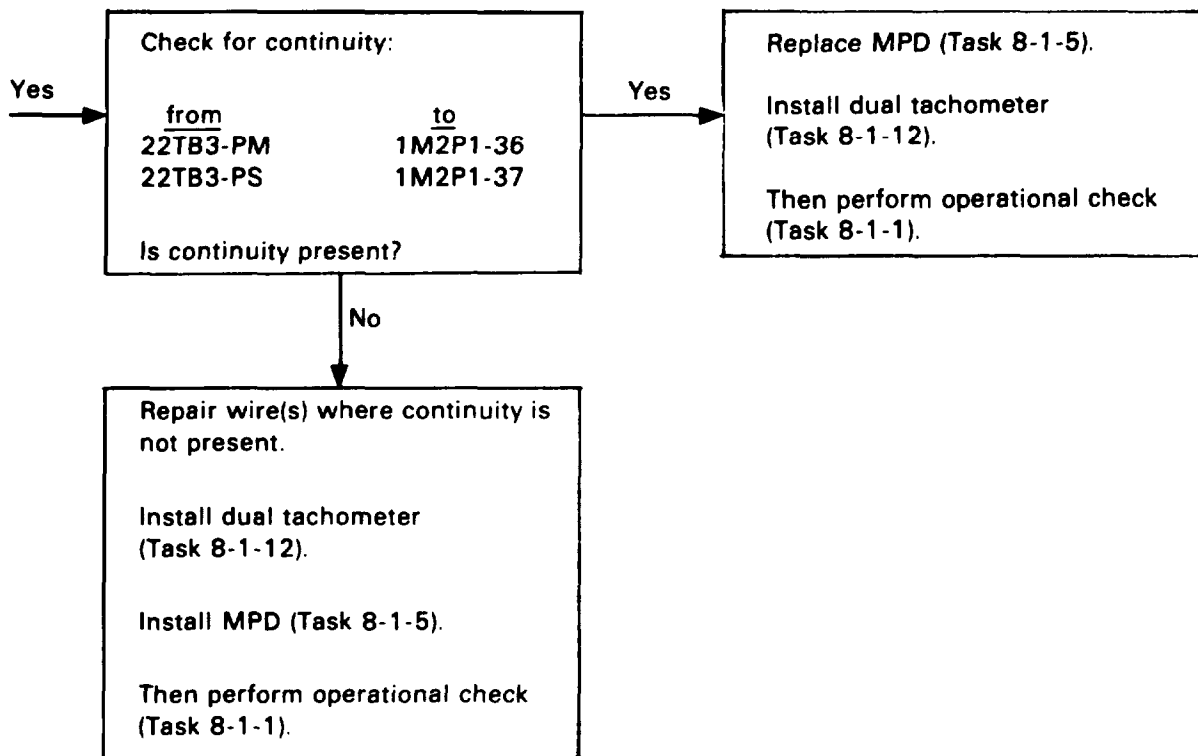 Yes
Check for continuity:
from to
22TB3-PM 1M2P1-36
22TB3-PS 1M2P1-37
Is continuity present?
Yes
Replace MPD (Task 8-1-5).
Install dual tachometer
(Task 8-1-12).
Then perform operational check
(Task 8-1-1).
No
Repair wire(s) where continuity is
not present.
Install dual tachometer
(Task 8-1-12).
Install MPD (Task 8-1-5).
Then perform operational check
(Task 8-1-1).